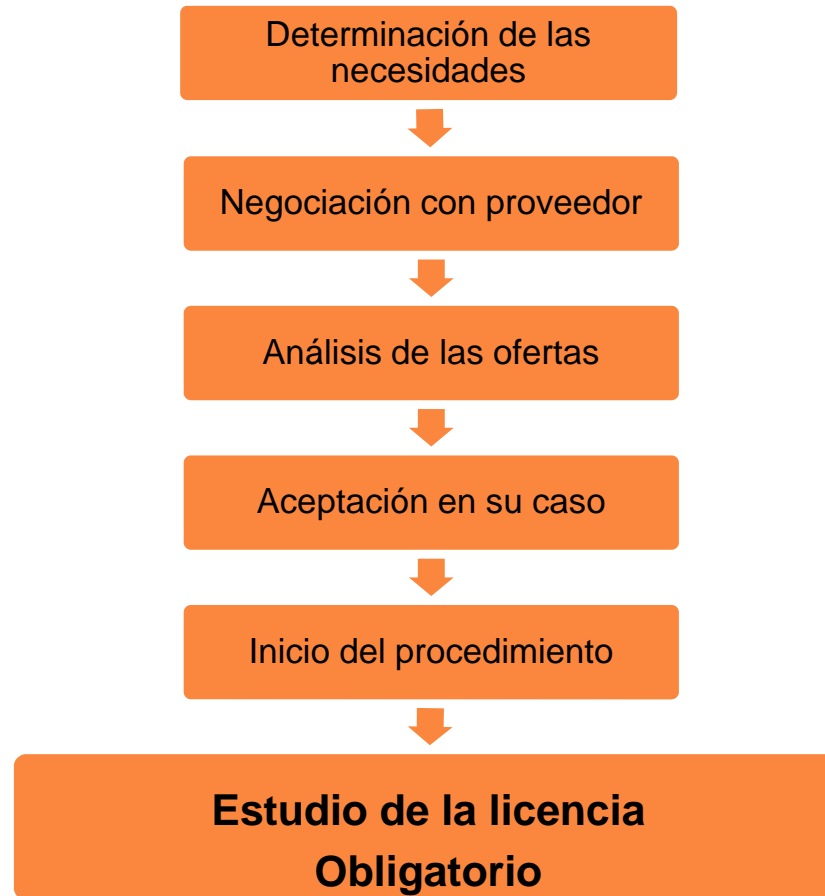 Determinación de las
necesidades
Negociación con proveedor
Análisis de las ofertas
Aceptación en su caso
Inicio del procedimiento
Estudio de la licencia
Obligatorio